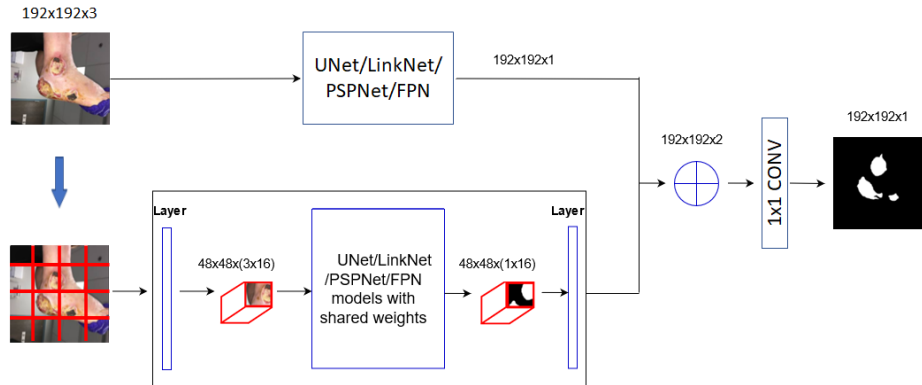 192x192x3
UNet/LinkNet/
PSPNet/FPN
192x192x1
192x192x2
1x1 CONV
192x192x1
Layer
48x48x(3x16)
UNet/LinkNet
/PSPNet/FPN
models with
shared weights
48x48x(1x16)
Layer